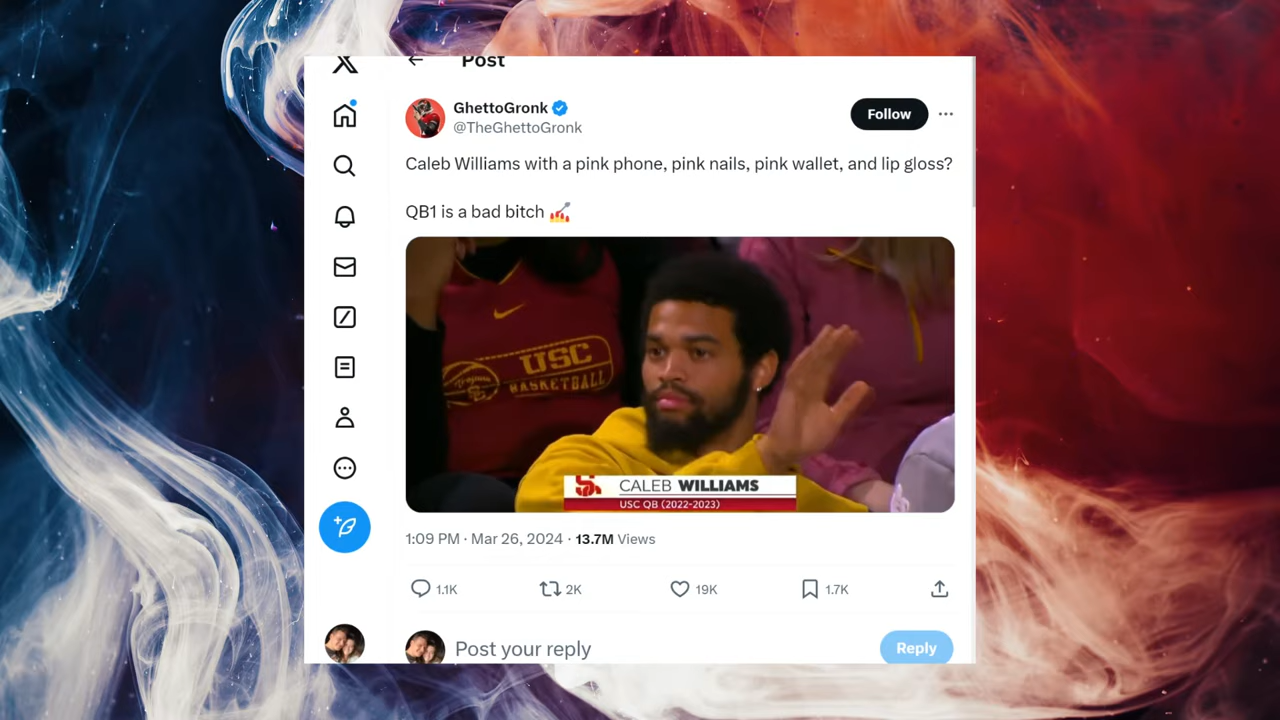 Post
GhettoGronk
@TheGhettoGronk
Follow
Caleb Williams with a pink phone, pink nails, pink wallet, and lip gloss?
QB1 is a bad bitch 💅
USC
Trojans
SC
BASKETBALL
CALEB WILLIAMS
USC QB (2022-2023)
1:09 PM · Mar 26, 2024 · 13.7M Views
1.1K 2K 19K 1.7K
Post your reply
Reply